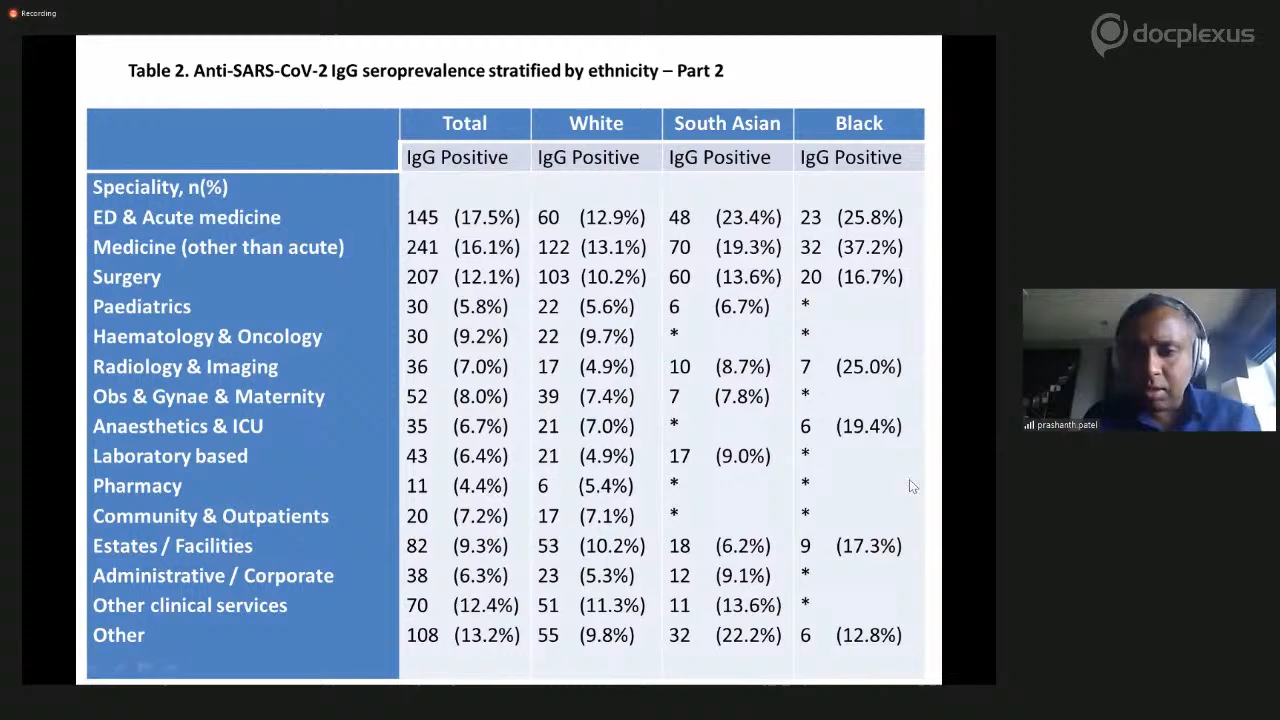 Recording
docplexus
Table 2. Anti-SARS-CoV-2 IgG seroprevalence stratified by ethnicity – Part 2
Total White South Asian Black
IgG Positive IgG Positive IgG Positive IgG Positive
Speciality, n(%)
ED & Acute medicine 145 (17.5%) 60 (12.9%) 48 (23.4%) 23 (25.8%)
Medicine (other than acute) 241 (16.1%) 122 (13.1%) 70 (19.3%) 32 (37.2%)
Surgery 207 (12.1%) 103 (10.2%) 60 (13.6%) 20 (16.7%)
Paediatrics 30 (5.8%) 22 (5.6%) 6 (6.7%) *
Haematology & Oncology 30 (9.2%) 22 (9.7%) * *
Radiology & Imaging 36 (7.0%) 17 (4.9%) 10 (8.7%) 7 (25.0%)
Obs & Gynae & Maternity 52 (8.0%) 39 (7.4%) 7 (7.8%) *
Anaesthetics & ICU 35 (6.7%) 21 (7.0%) * 6 (19.4%)
Laboratory based 43 (6.4%) 21 (4.9%) 17 (9.0%) *
Pharmacy 11 (4.4%) 6 (5.4%) * *
Community & Outpatients 20 (7.2%) 17 (7.1%) * *
Estates / Facilities 82 (9.3%) 53 (10.2%) 18 (6.2%) 9 (17.3%)
Administrative / Corporate 38 (6.3%) 23 (5.3%) 12 (9.1%) *
Other clinical services 70 (12.4%) 51 (11.3%) 11 (13.6%) *
Other 108 (13.2%) 55 (9.8%) 32 (22.2%) 6 (12.8%)
prashanth.patel